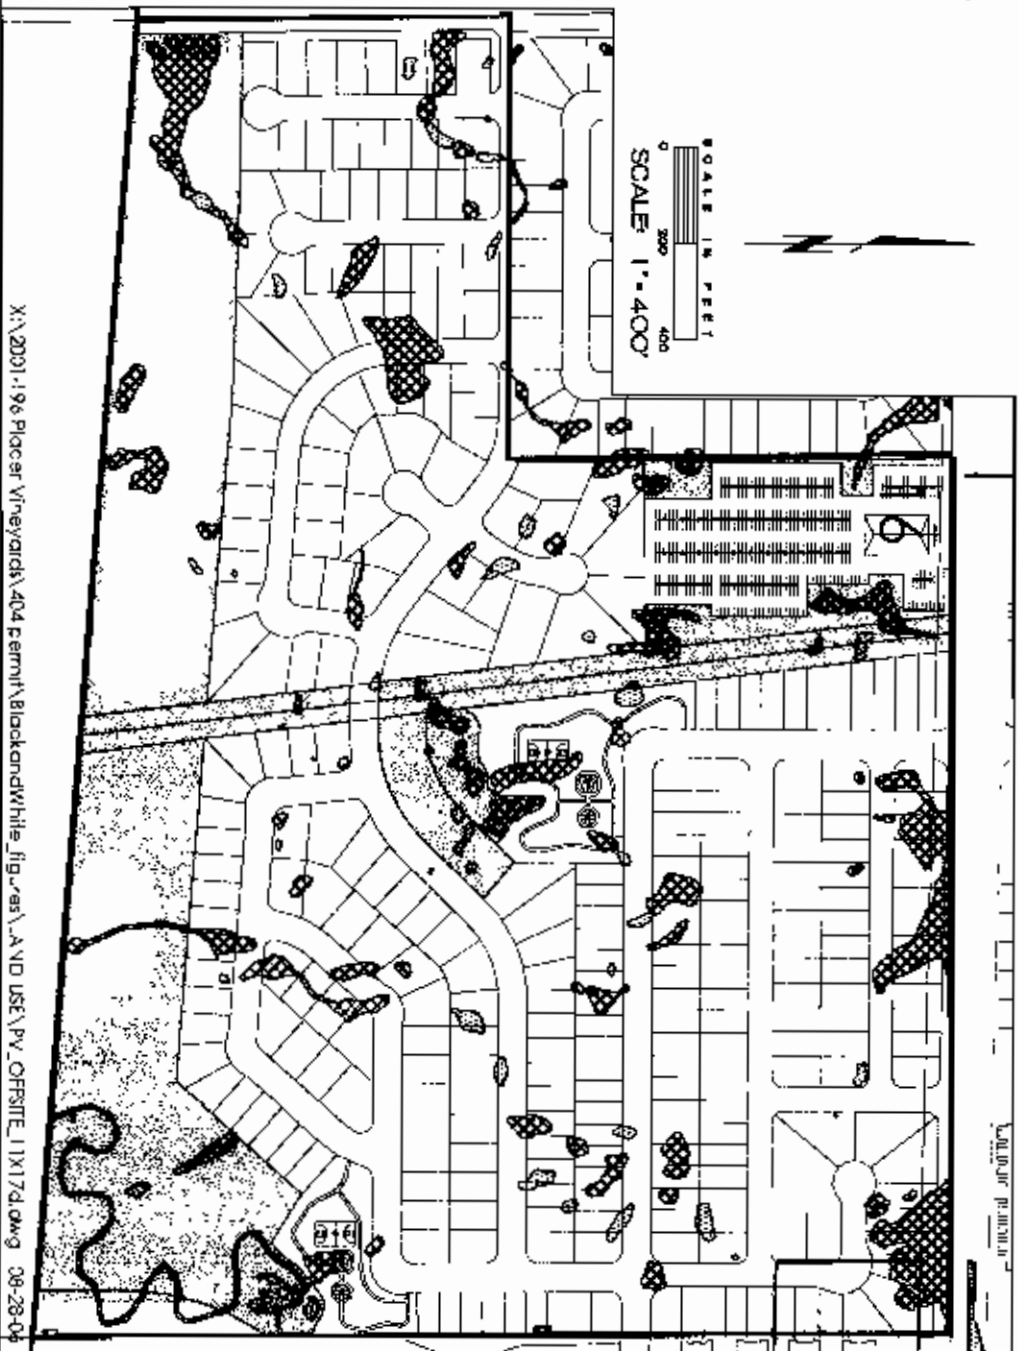 SCALE IN FEET
0 200 400
SCALE: 1"=400'
N
X:\2001-196 Placer Vineyards\404 permit\BlackandWhite_figures\LAND USE\PV_OFFSITE_11X17d.dwg 08-28-06